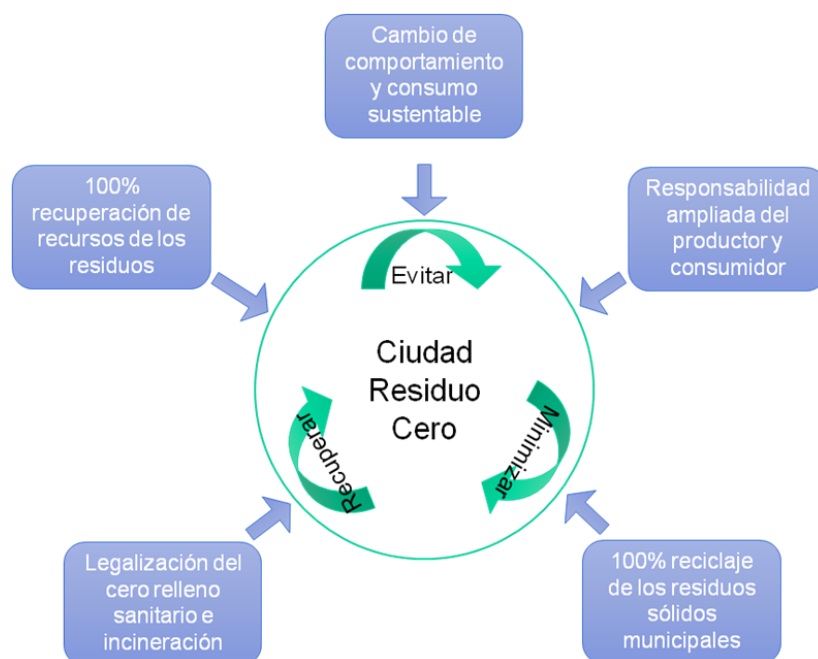 Cambio de
comportamiento
y consumo
sustentable
100%
recuperación de
recursos de los
residuos
Responsabilidad
ampliada del
productor y
consumidor
Evitar
Ciudad
Residuo
Cero
Recuperar
Minimizar
Legalización del
cero relleno
sanitario e
incineración
100% reciclaje
de los residuos
sólidos
municipales